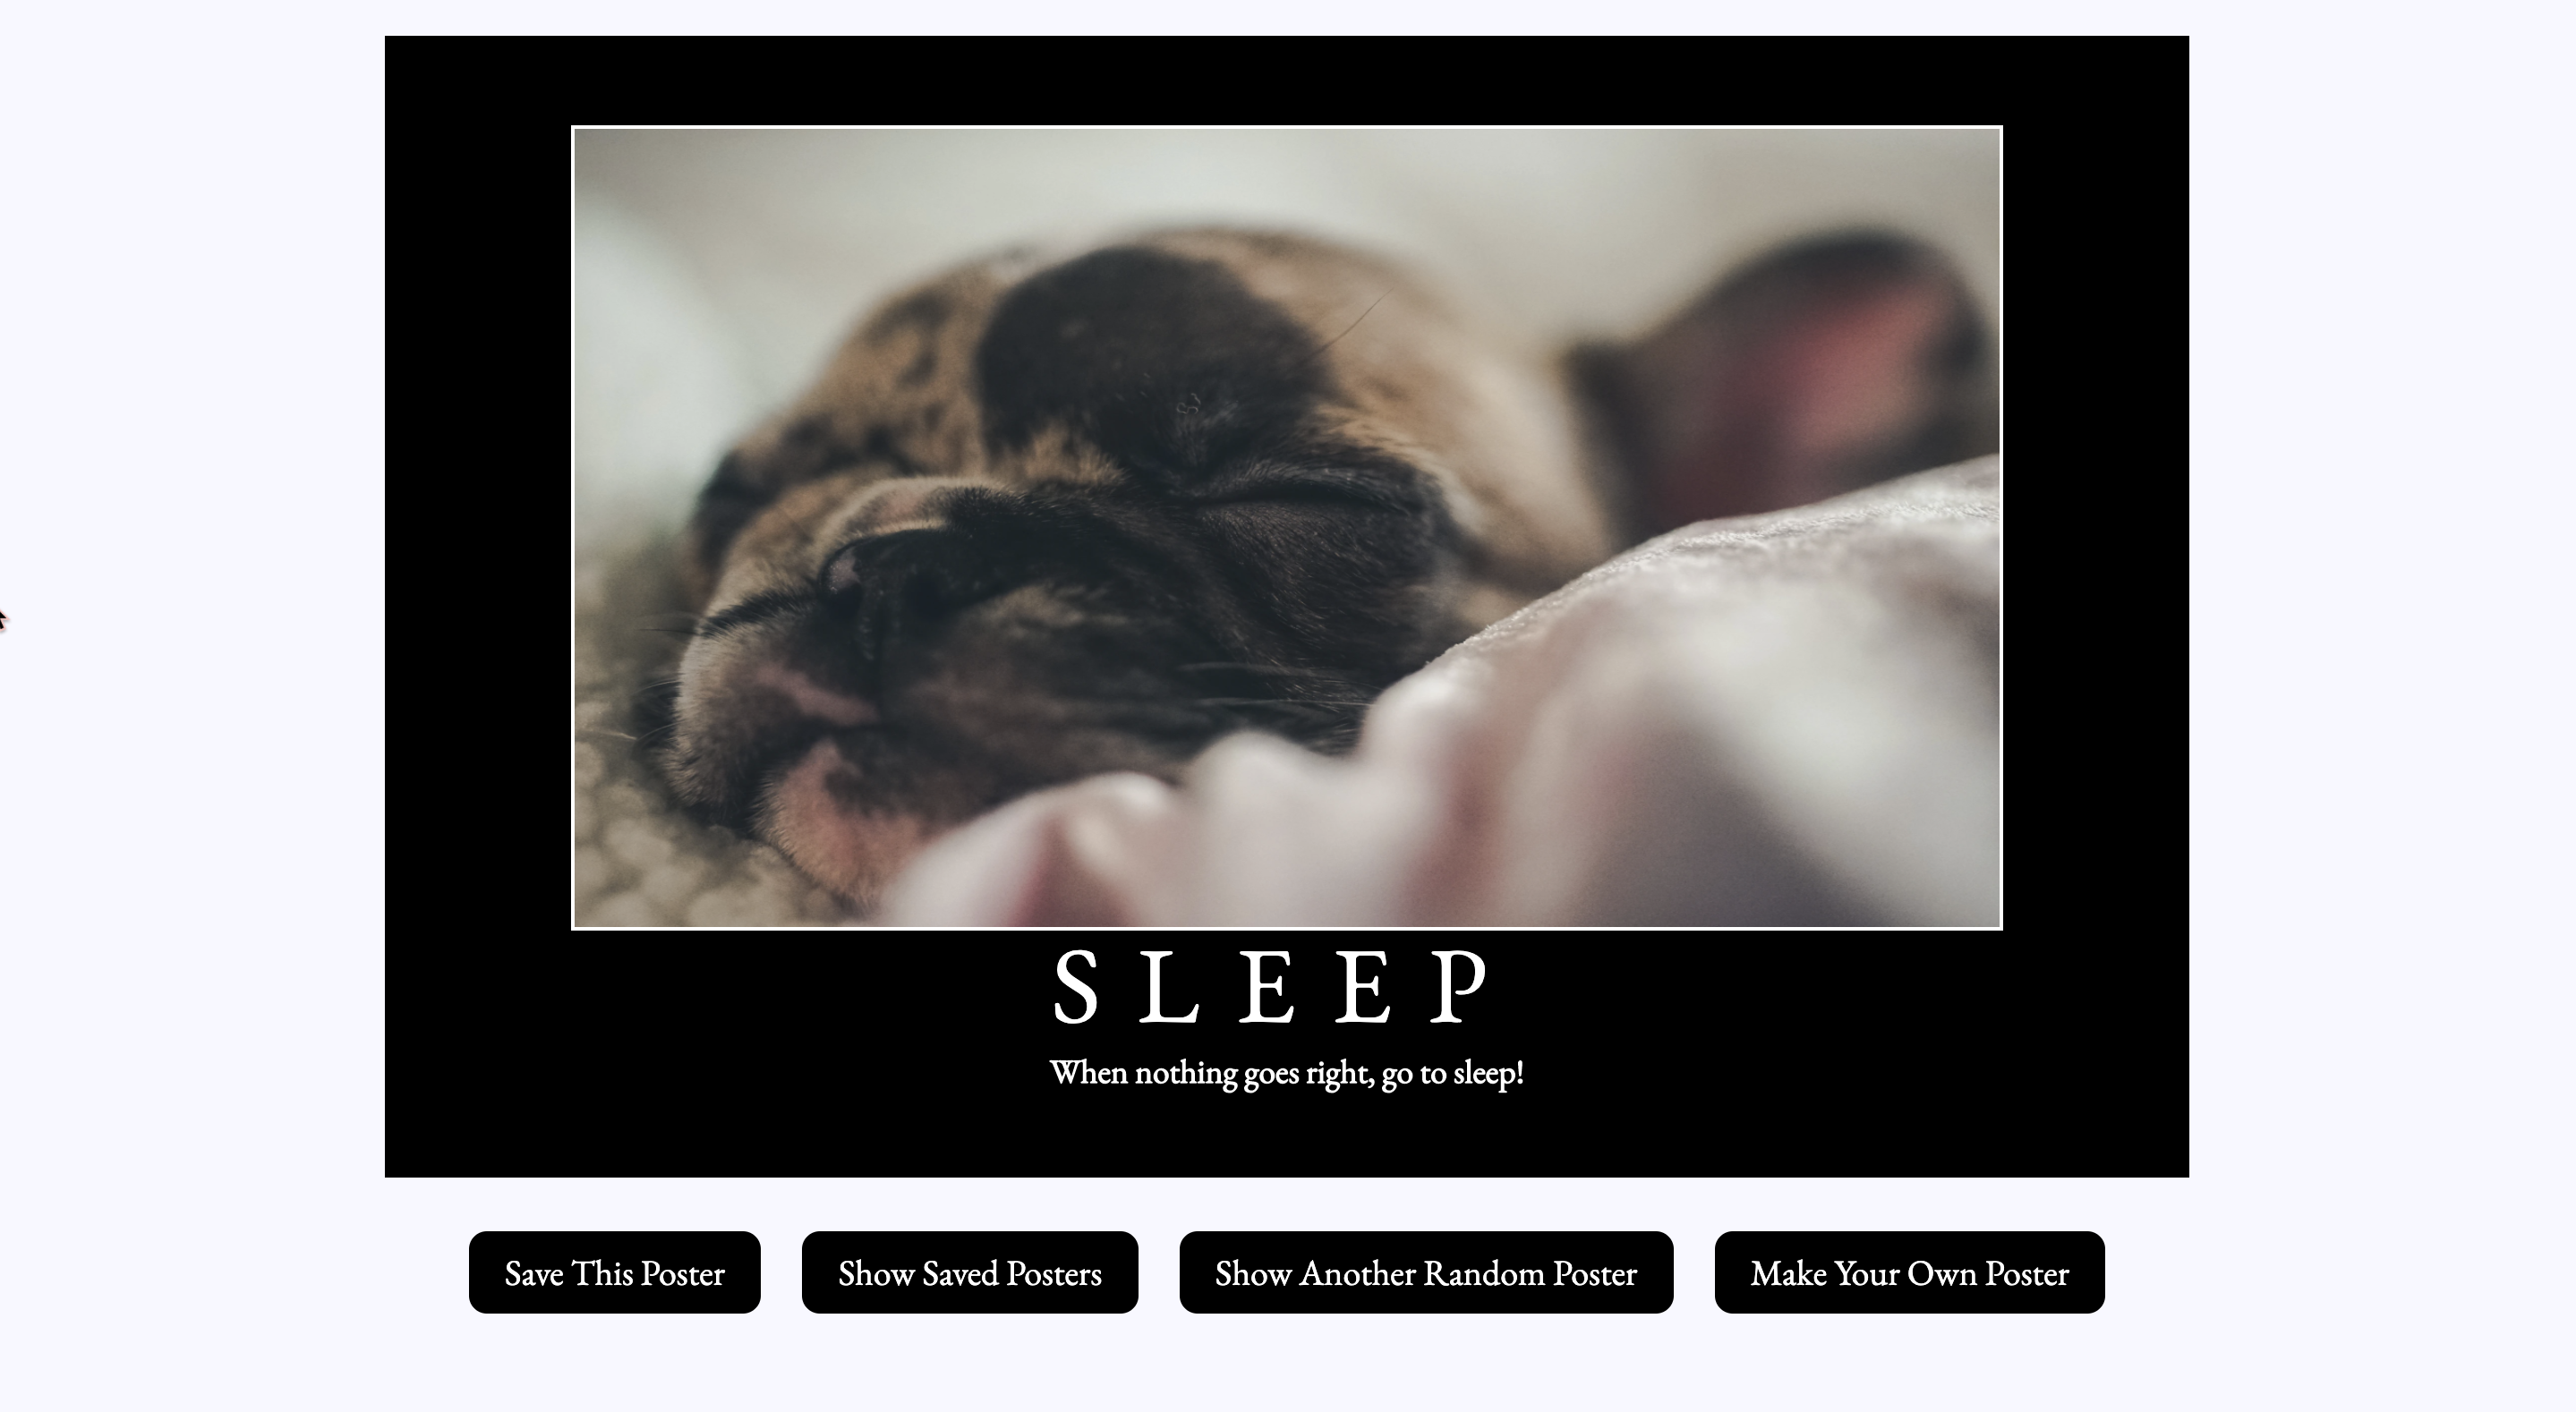 SLEEP
When nothing goes right, go to sleep!
Save This Poster
Show Saved Posters
Show Another Random Poster
Make Your Own Poster